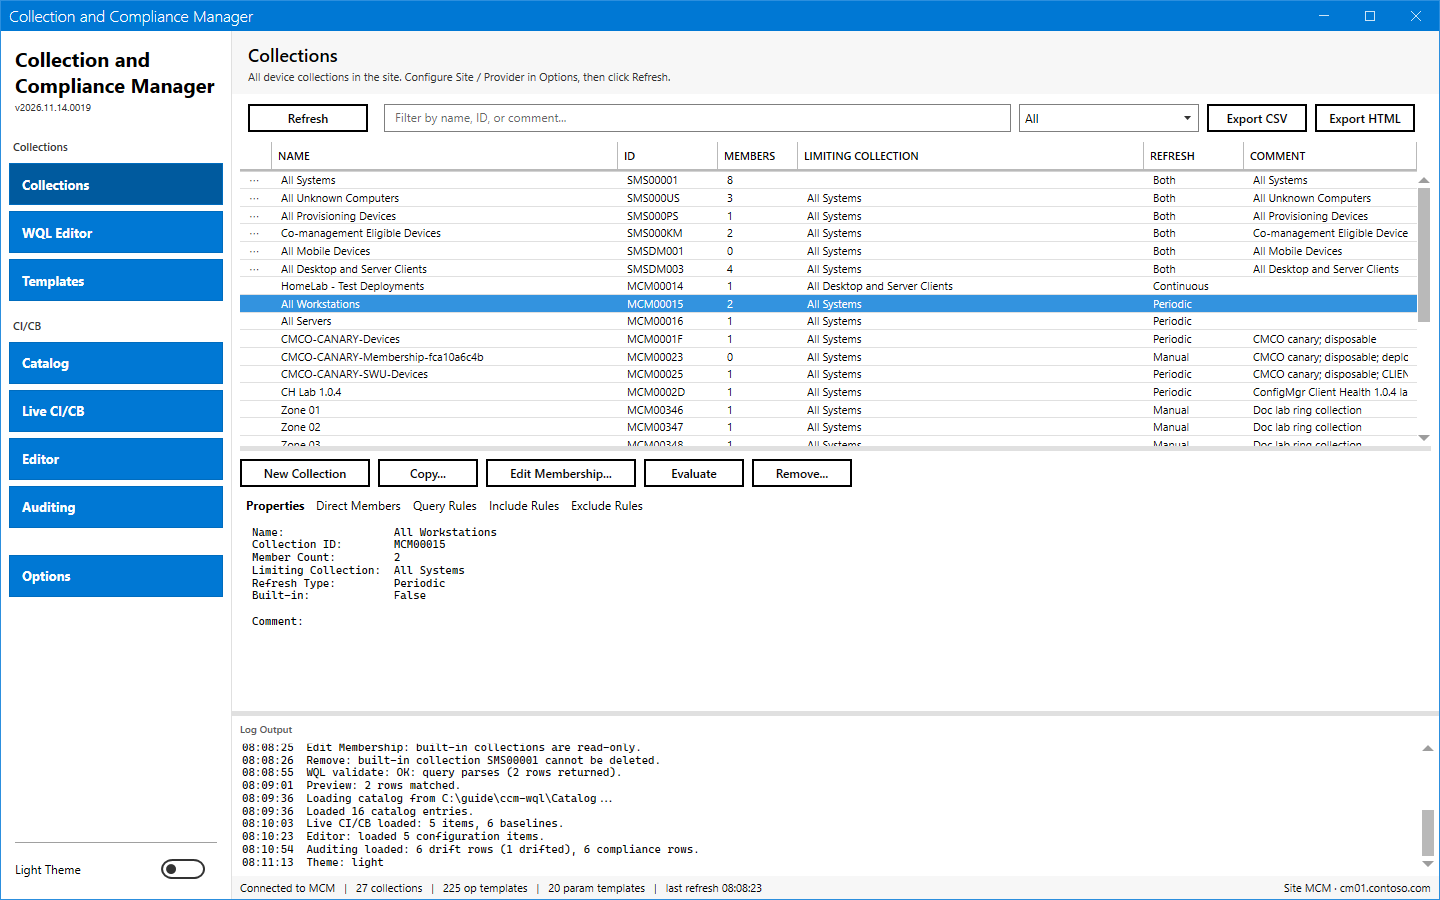 Collection and Compliance Manager
Collection and
Compliance Manager
v2026.11.14.0019
Collections
Collections
WQL Editor
Templates
CI/CB
Catalog
Live CI/CB
Editor
Auditing
Options
Light Theme
Collections
All device collections in the site. Configure Site / Provider in Options, then click Refresh.
Refresh
Filter by name, ID, or comment...
All
Export CSV
Export HTML
NAME ID MEMBERS LIMITING COLLECTION REFRESH COMMENT
... All Systems SMS00001 8 Both All Systems
... All Unknown Computers SMS000US 3 All Systems Both All Unknown Computers
... All Provisioning Devices SMS000PS 1 All Systems Both All Provisioning Devices
... Co-management Eligible Devices SMS000KM 2 All Systems Both Co-management Eligible Device
... All Mobile Devices SMSDM001 0 All Systems Both All Mobile Devices
... All Desktop and Server Clients SMSDM003 4 All Systems Both All Desktop and Server Clients
HomeLab - Test Deployments MCM00014 1 All Desktop and Server Clients Continuous
All Workstations MCM00015 2 All Systems Periodic
All Servers MCM00016 1 All Systems Periodic
CMCO-CANARY-Devices MCM0001F 1 All Systems Periodic CMCO canary; disposable
CMCO-CANARY-Membership-fca10a6c4b MCM00023 0 All Systems Manual CMCO canary; disposable; deplc
CMCO-CANARY-SWU-Devices MCM00025 1 All Systems Periodic CMCO canary; disposable; CLIEN
CH Lab 1.0.4 MCM0002D 1 All Systems Periodic ConfigMgr Client Health 1.0.4 la
Zone 01 MCM00346 1 All Systems Manual Doc lab ring collection
Zone 02 MCM00347 1 All Systems Manual Doc lab ring collection
Zone 03 MCM00348 1 All Systems Manual Doc lab ring collection
New Collection
Copy...
Edit Membership...
Evaluate
Remove...
Properties Direct Members Query Rules Include Rules Exclude Rules
Name: All Workstations
Collection ID: MCM00015
Member Count: 2
Limiting Collection: All Systems
Refresh Type: Periodic
Built-in: False
Comment:
Log Output
08:08:25 Edit Membership: built-in collections are read-only.
08:08:26 Remove: built-in collection SMS00001 cannot be deleted.
08:08:55 WQL validate: OK: query parses (2 rows returned).
08:09:01 Preview: 2 rows matched.
08:09:36 Loading catalog from C:\guide\ccm-wql\Catalog...
08:09:36 Loaded 16 catalog entries.
08:10:03 Live CI/CB loaded: 5 items, 6 baselines.
08:10:23 Editor: loaded 5 configuration items.
08:10:54 Auditing loaded: 6 drift rows (1 drifted), 6 compliance rows.
08:11:13 Theme: light
Connected to MCM | 27 collections | 225 op templates | 20 param templates | last refresh 08:08:23
Site MCM · cm01.contoso.com